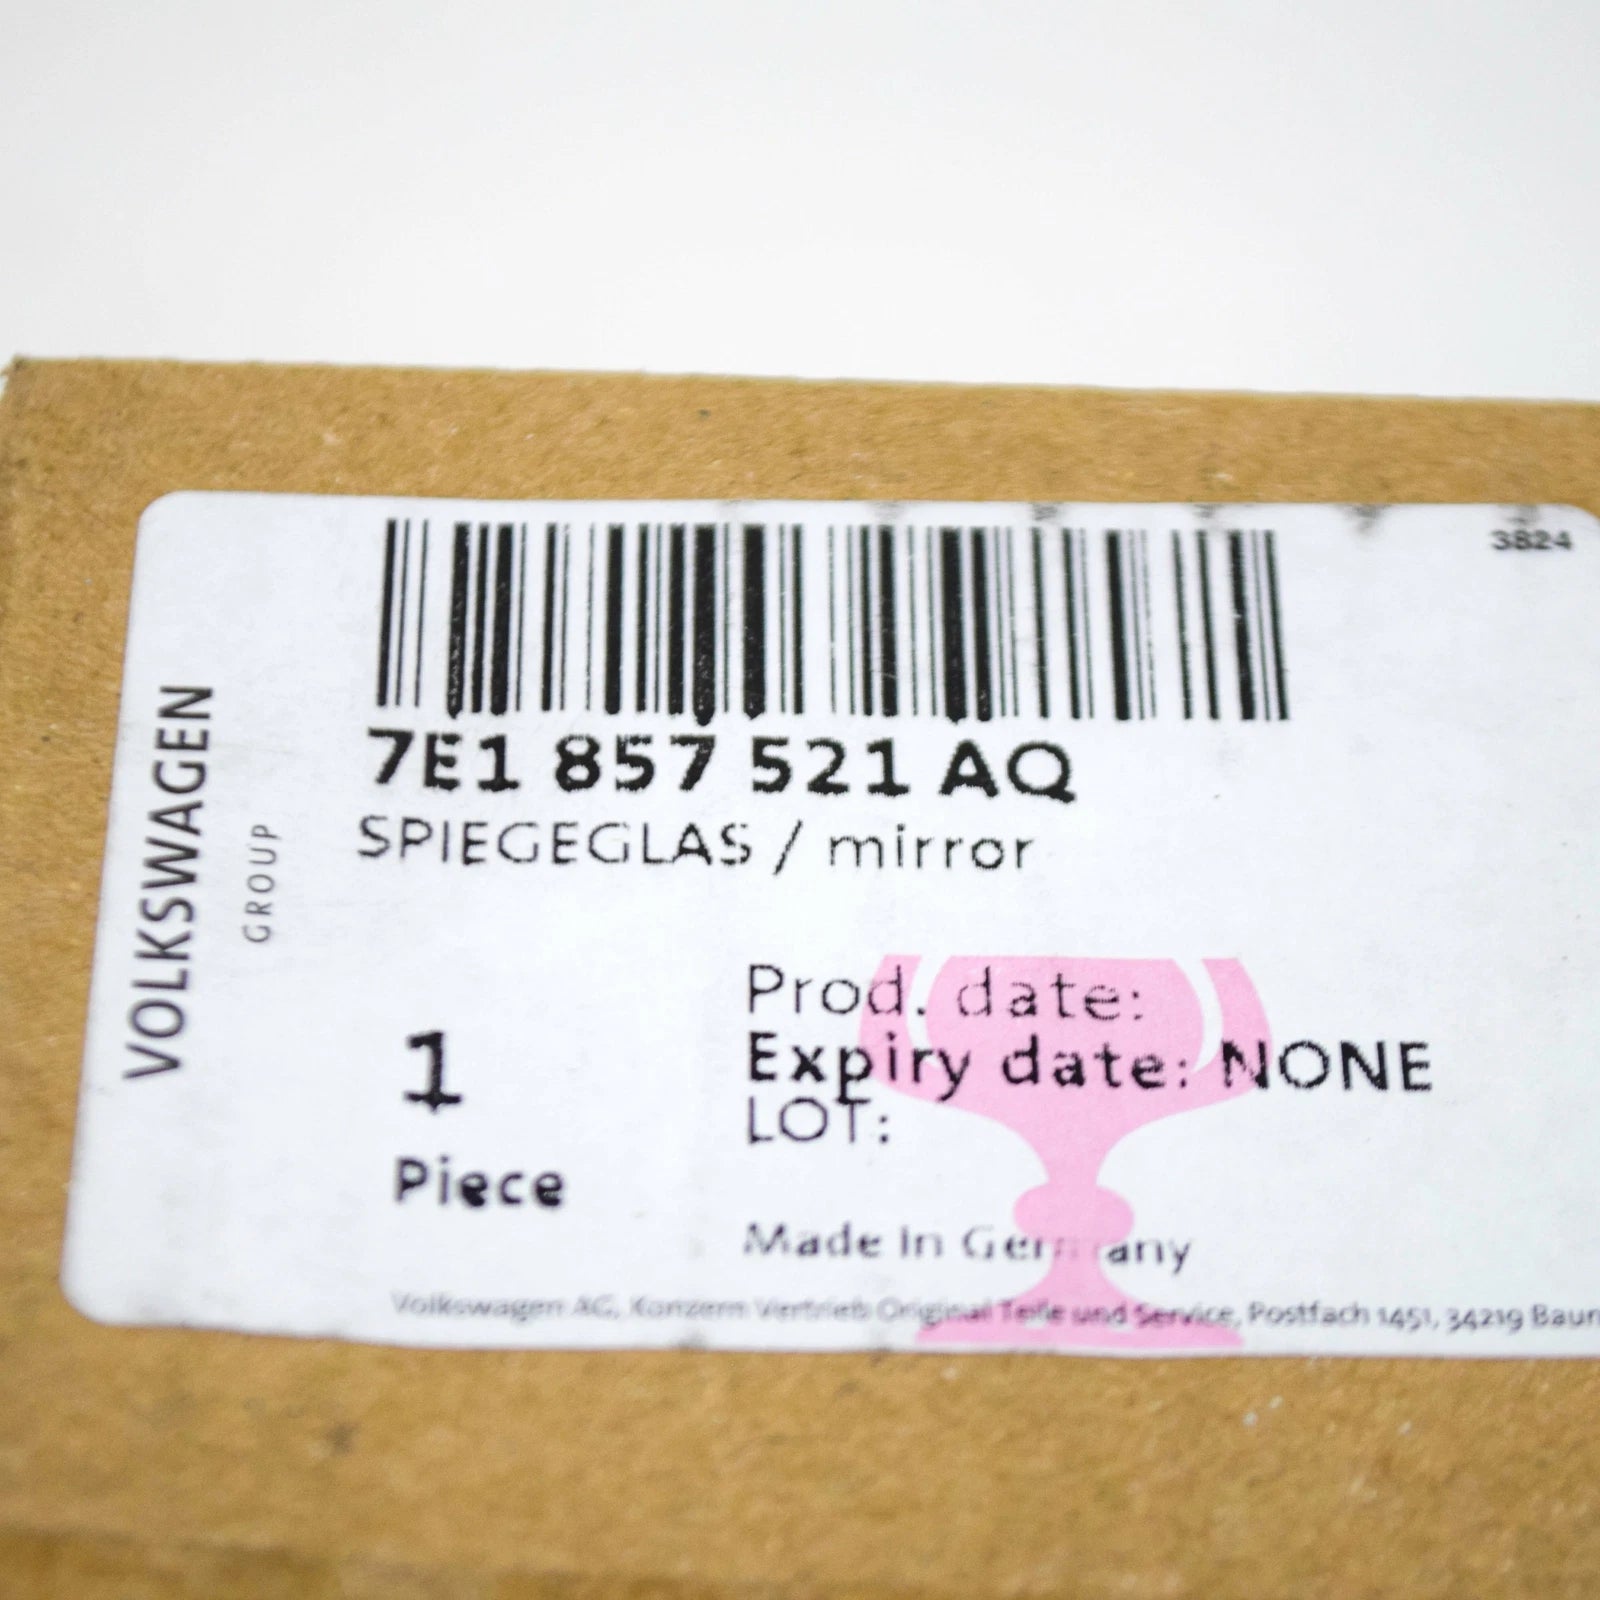 3824
7E1 857 521 AQ
SPIEGEGLAS / mirror
VOLKSWAGEN
GROUP
Prod. date:
Expiry date: NONE
LOT:
1
Piece
Made in Germany
Volkswagen AG, Konzern Vertrieb Original Teile und Service, Postfach 1451, 34219 Baun